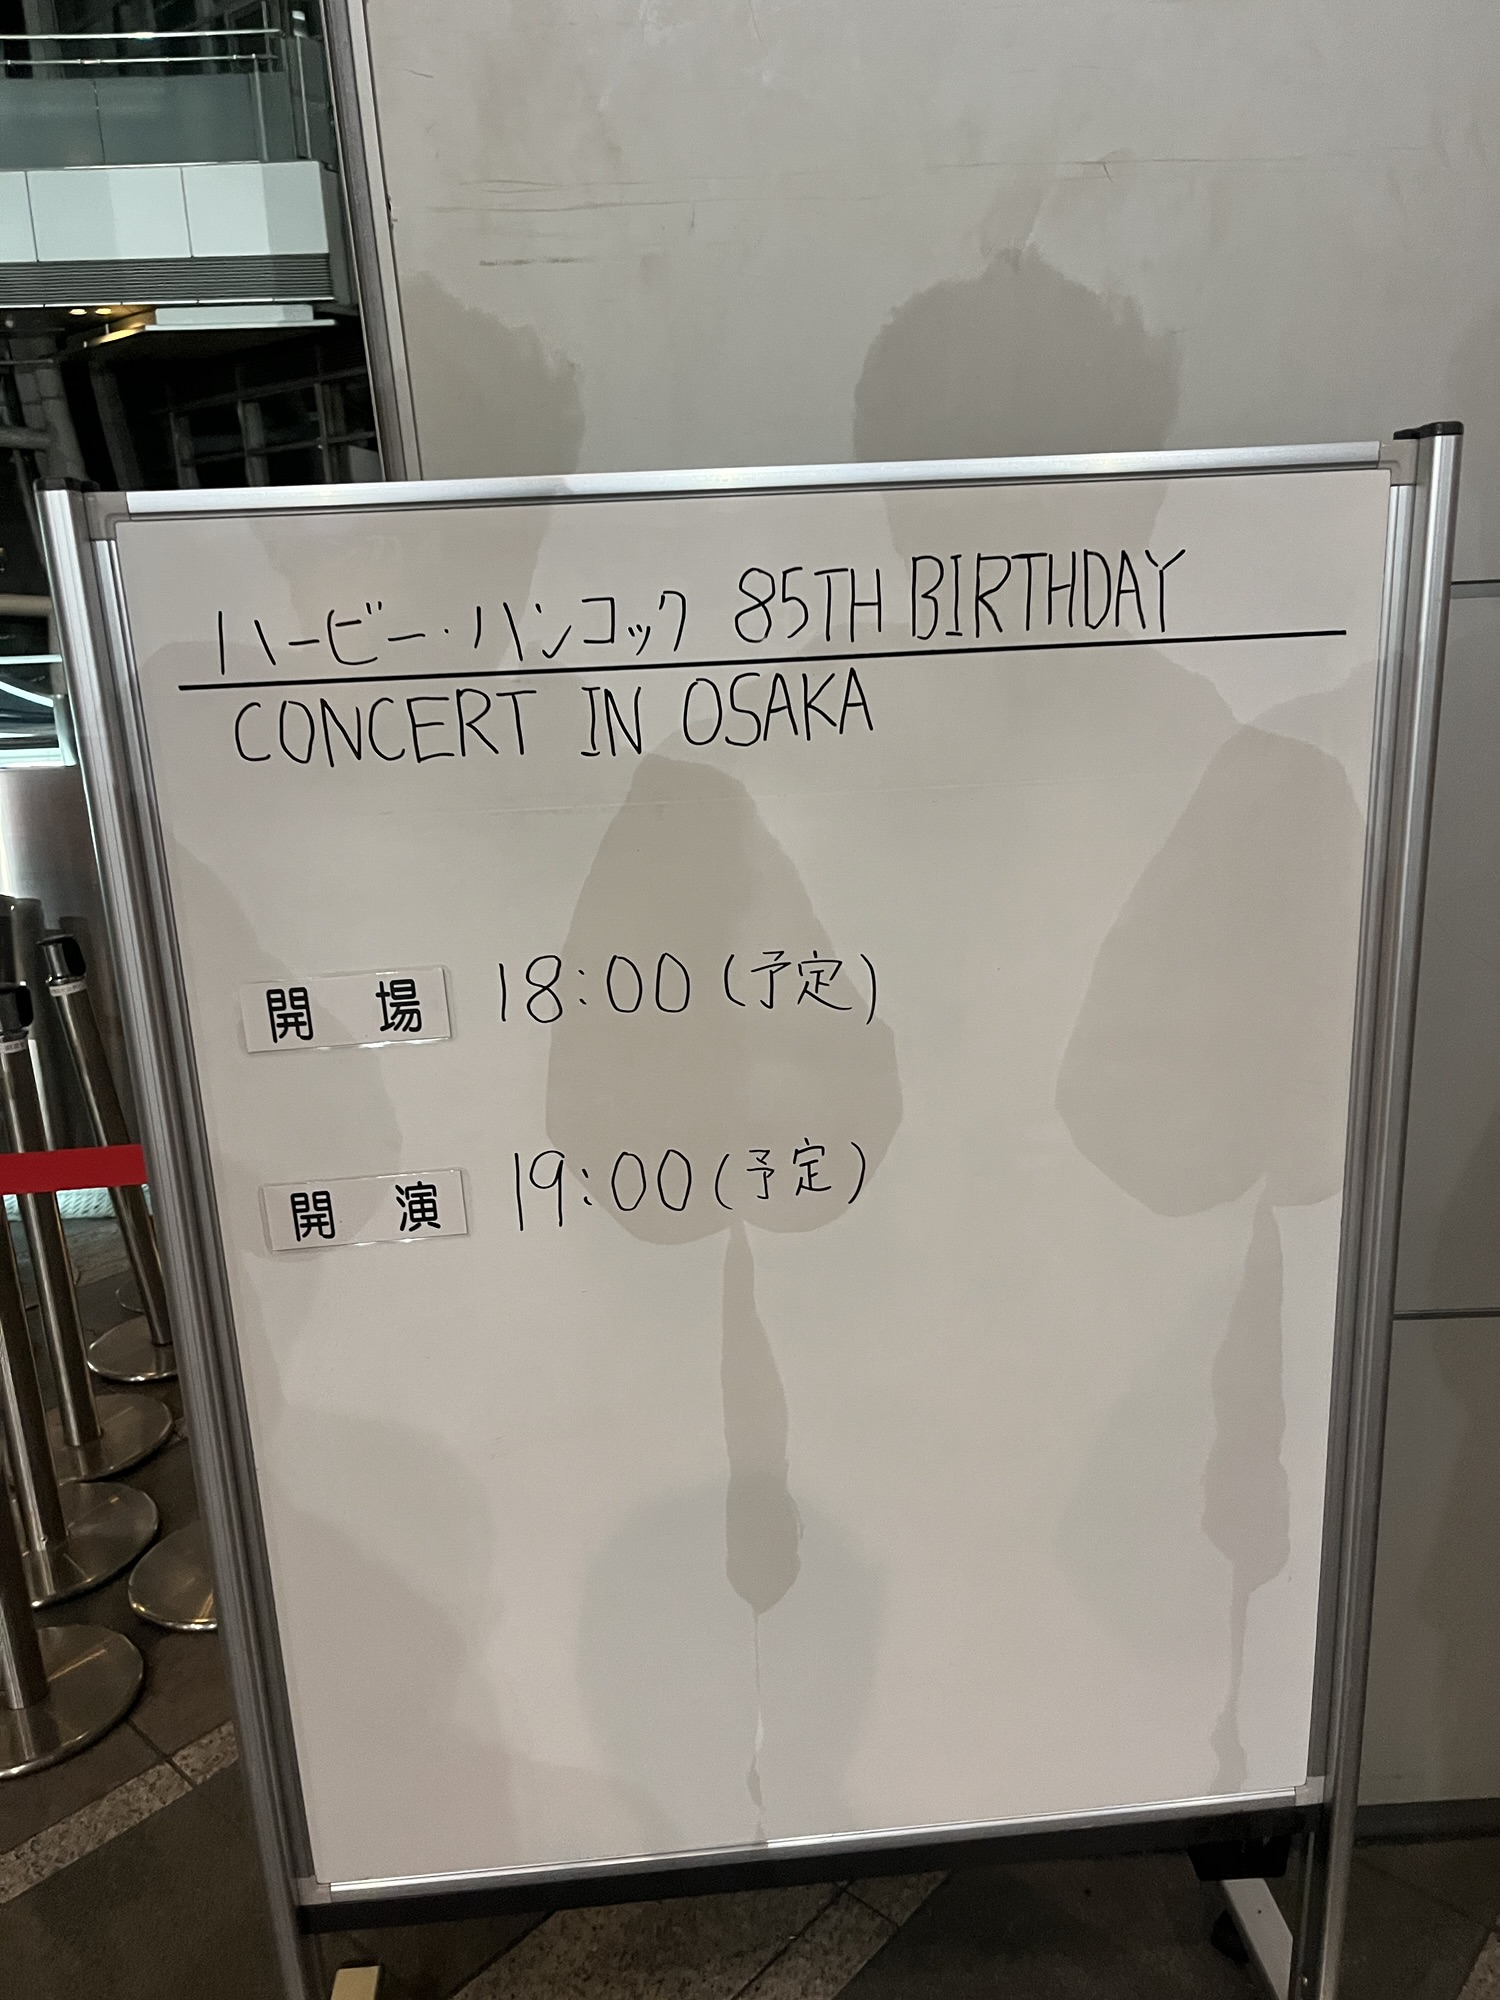 ハービー・ハンコック 85TH BIRTHDAY
CONCERT IN OSAKA
開 場 18:00 (予定)
開 演 19:00 (予定)